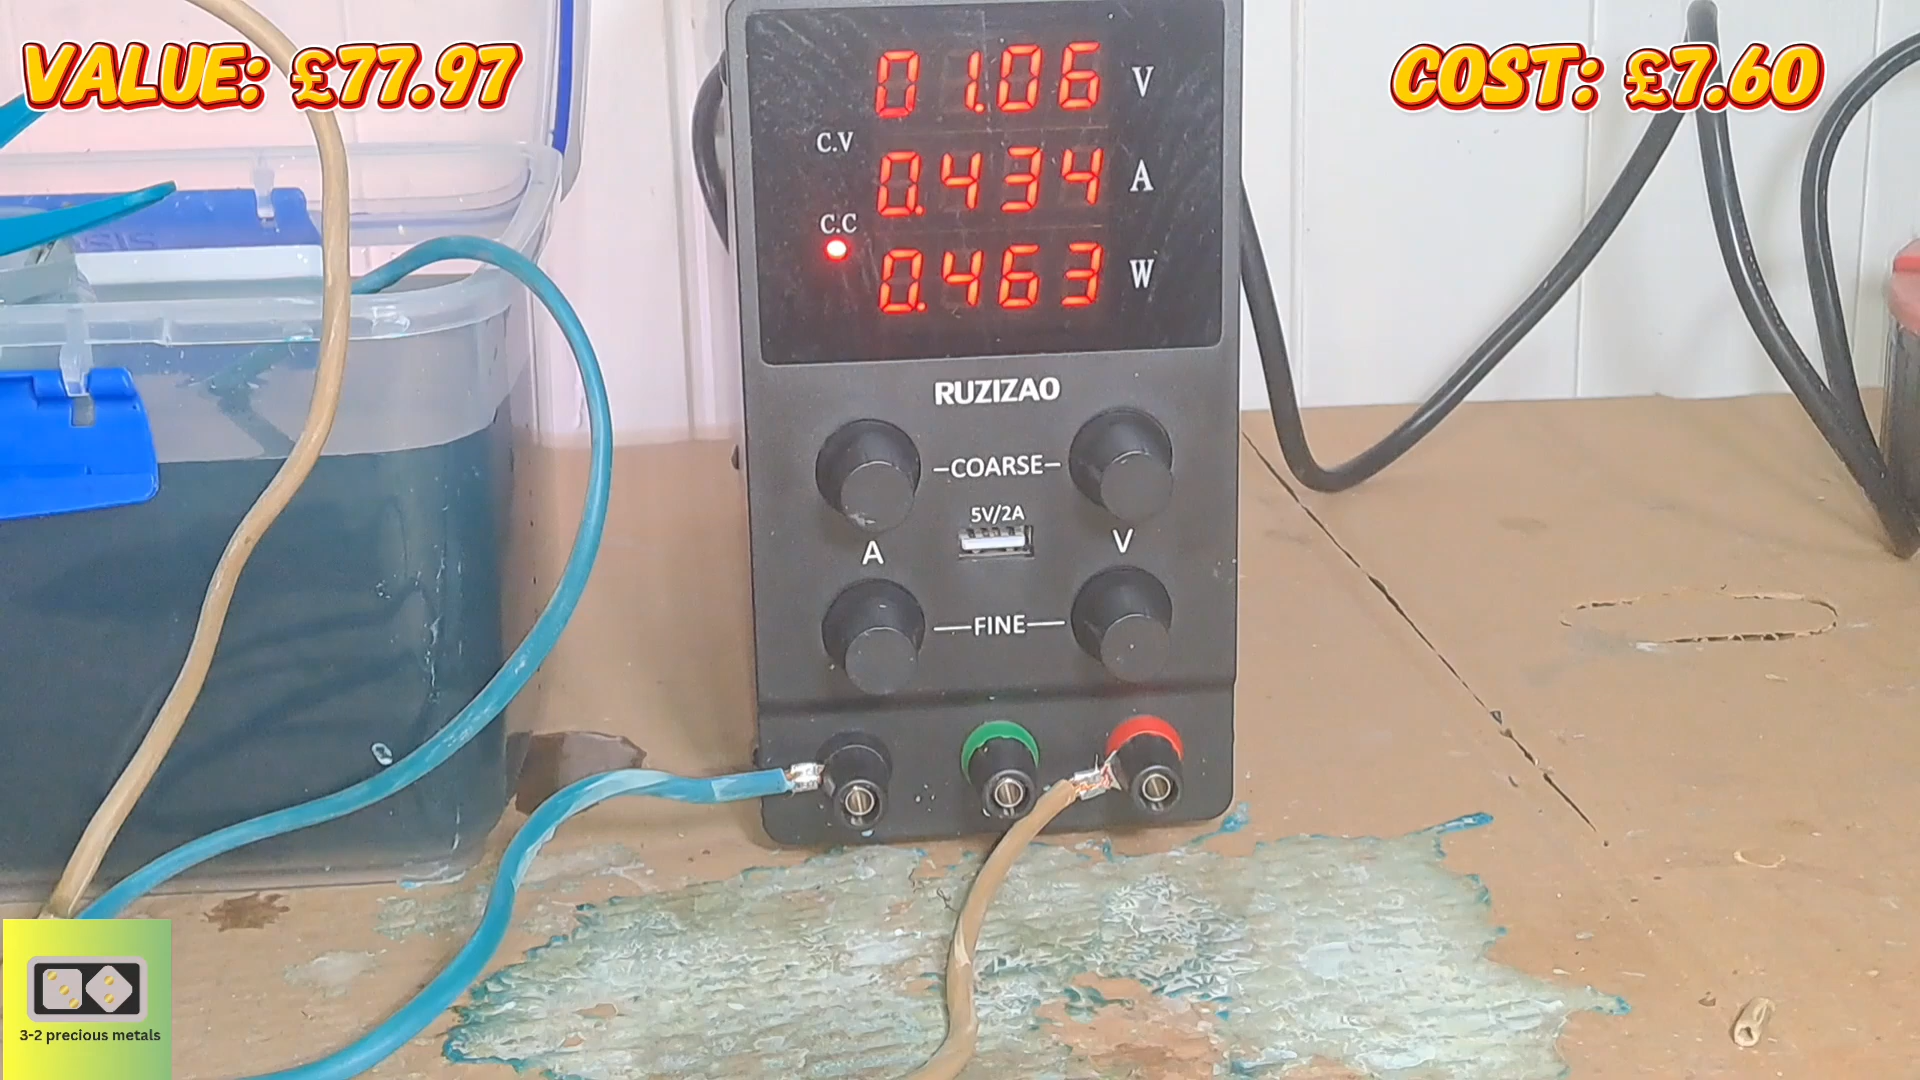 VALUE: £77.97
COST: £7.60
01.06 V
C.V
0.434 A
C.C
0.463 W
RUZIZAO
COARSE
5V/2A
A
V
FINE
3-2 precious metals